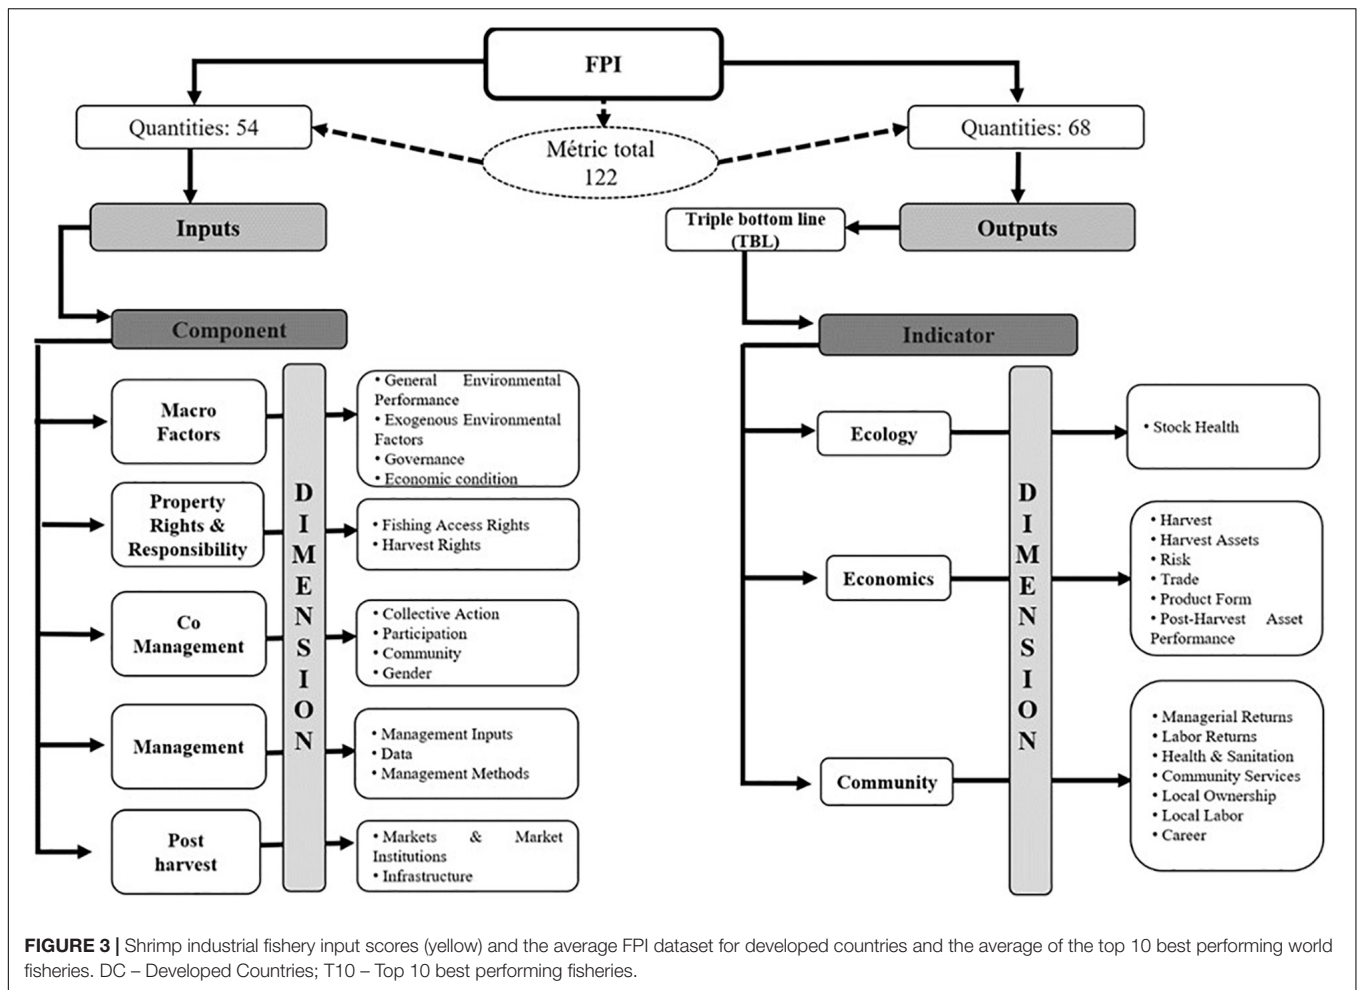 FPI
Quantities: 54
Métric total
122
Quantities: 68
Inputs
Triple bottom line
(TBL)
Outputs
Component
Indicator
Macro
Factors
• General Environmental
Performance
• Exogenous Environmental
Factors
• Governance
• Economic condition
Property
Rights &
Responsibility
• Fishing Access Rights
• Harvest Rights
Co
Management
• Collective Action
• Participation
• Community
• Gender
Management
• Management Inputs
• Data
• Management Methods
Post
harvest
• Markets & Market
Institutions
• Infrastructure
DIMENSION
Ecology
• Stock Health
Economics
• Harvest
• Harvest Assets
• Risk
• Trade
• Product Form
• Post-Harvest Asset
Performance
Community
• Managerial Returns
• Labor Returns
• Health & Sanitation
• Community Services
• Local Ownership
• Local Labor
• Career
DIMENSION
FIGURE 3 | Shrimp industrial fishery input scores (yellow) and the average FPI dataset for developed countries and the average of the top 10 best performing world
fisheries. DC – Developed Countries; T10 – Top 10 best performing fisheries.